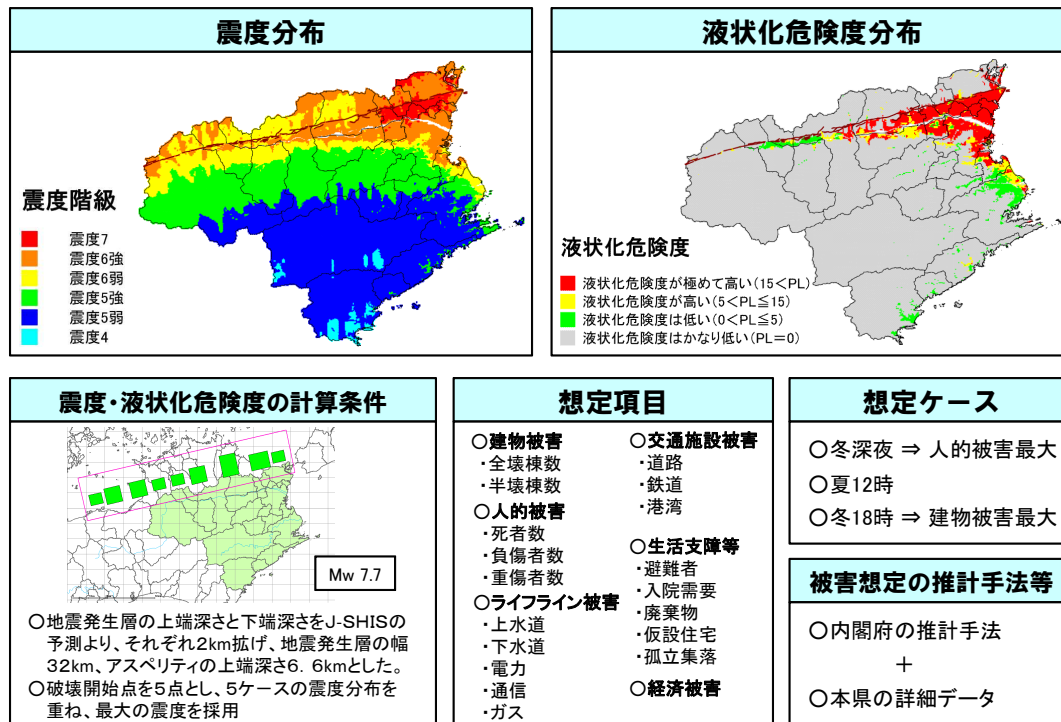 震度分布
震度階級
震度7
震度6強
震度6弱
震度5強
震度5弱
震度4
液状化危険度分布
液状化危険度
液状化危険度が極めて高い(15<PL)
液状化危険度が高い(5<PL≦15)
液状化危険度は低い(0<PL≦5)
液状化危険度はかなり低い(PL=0)
震度・液状化危険度の計算条件
Mw 7.7
○地震発生層の上端深さと下端深さをJ-SHISの
予測より、それぞれ2km拡げ、地震発生層の幅
32km、アスペリティの上端深さ6.6kmとした。
○破壊開始点を5点とし、5ケースの震度分布を
重ね、最大の震度を採用
想定項目
○建物被害
・全壊棟数
・半壊棟数
○人的被害
・死者数
・負傷者数
・重傷者数
○ライフライン被害
・上水道
・下水道
・電力
・通信
・ガス
○交通施設被害
・道路
・鉄道
・港湾
○生活支障等
・避難者
・入院需要
・廃棄物
・仮設住宅
・孤立集落
○経済被害
想定ケース
○冬深夜 ⇒ 人的被害最大
○夏12時
○冬18時 ⇒ 建物被害最大
被害想定の推計手法等
○内閣府の推計手法
+
○本県の詳細データ